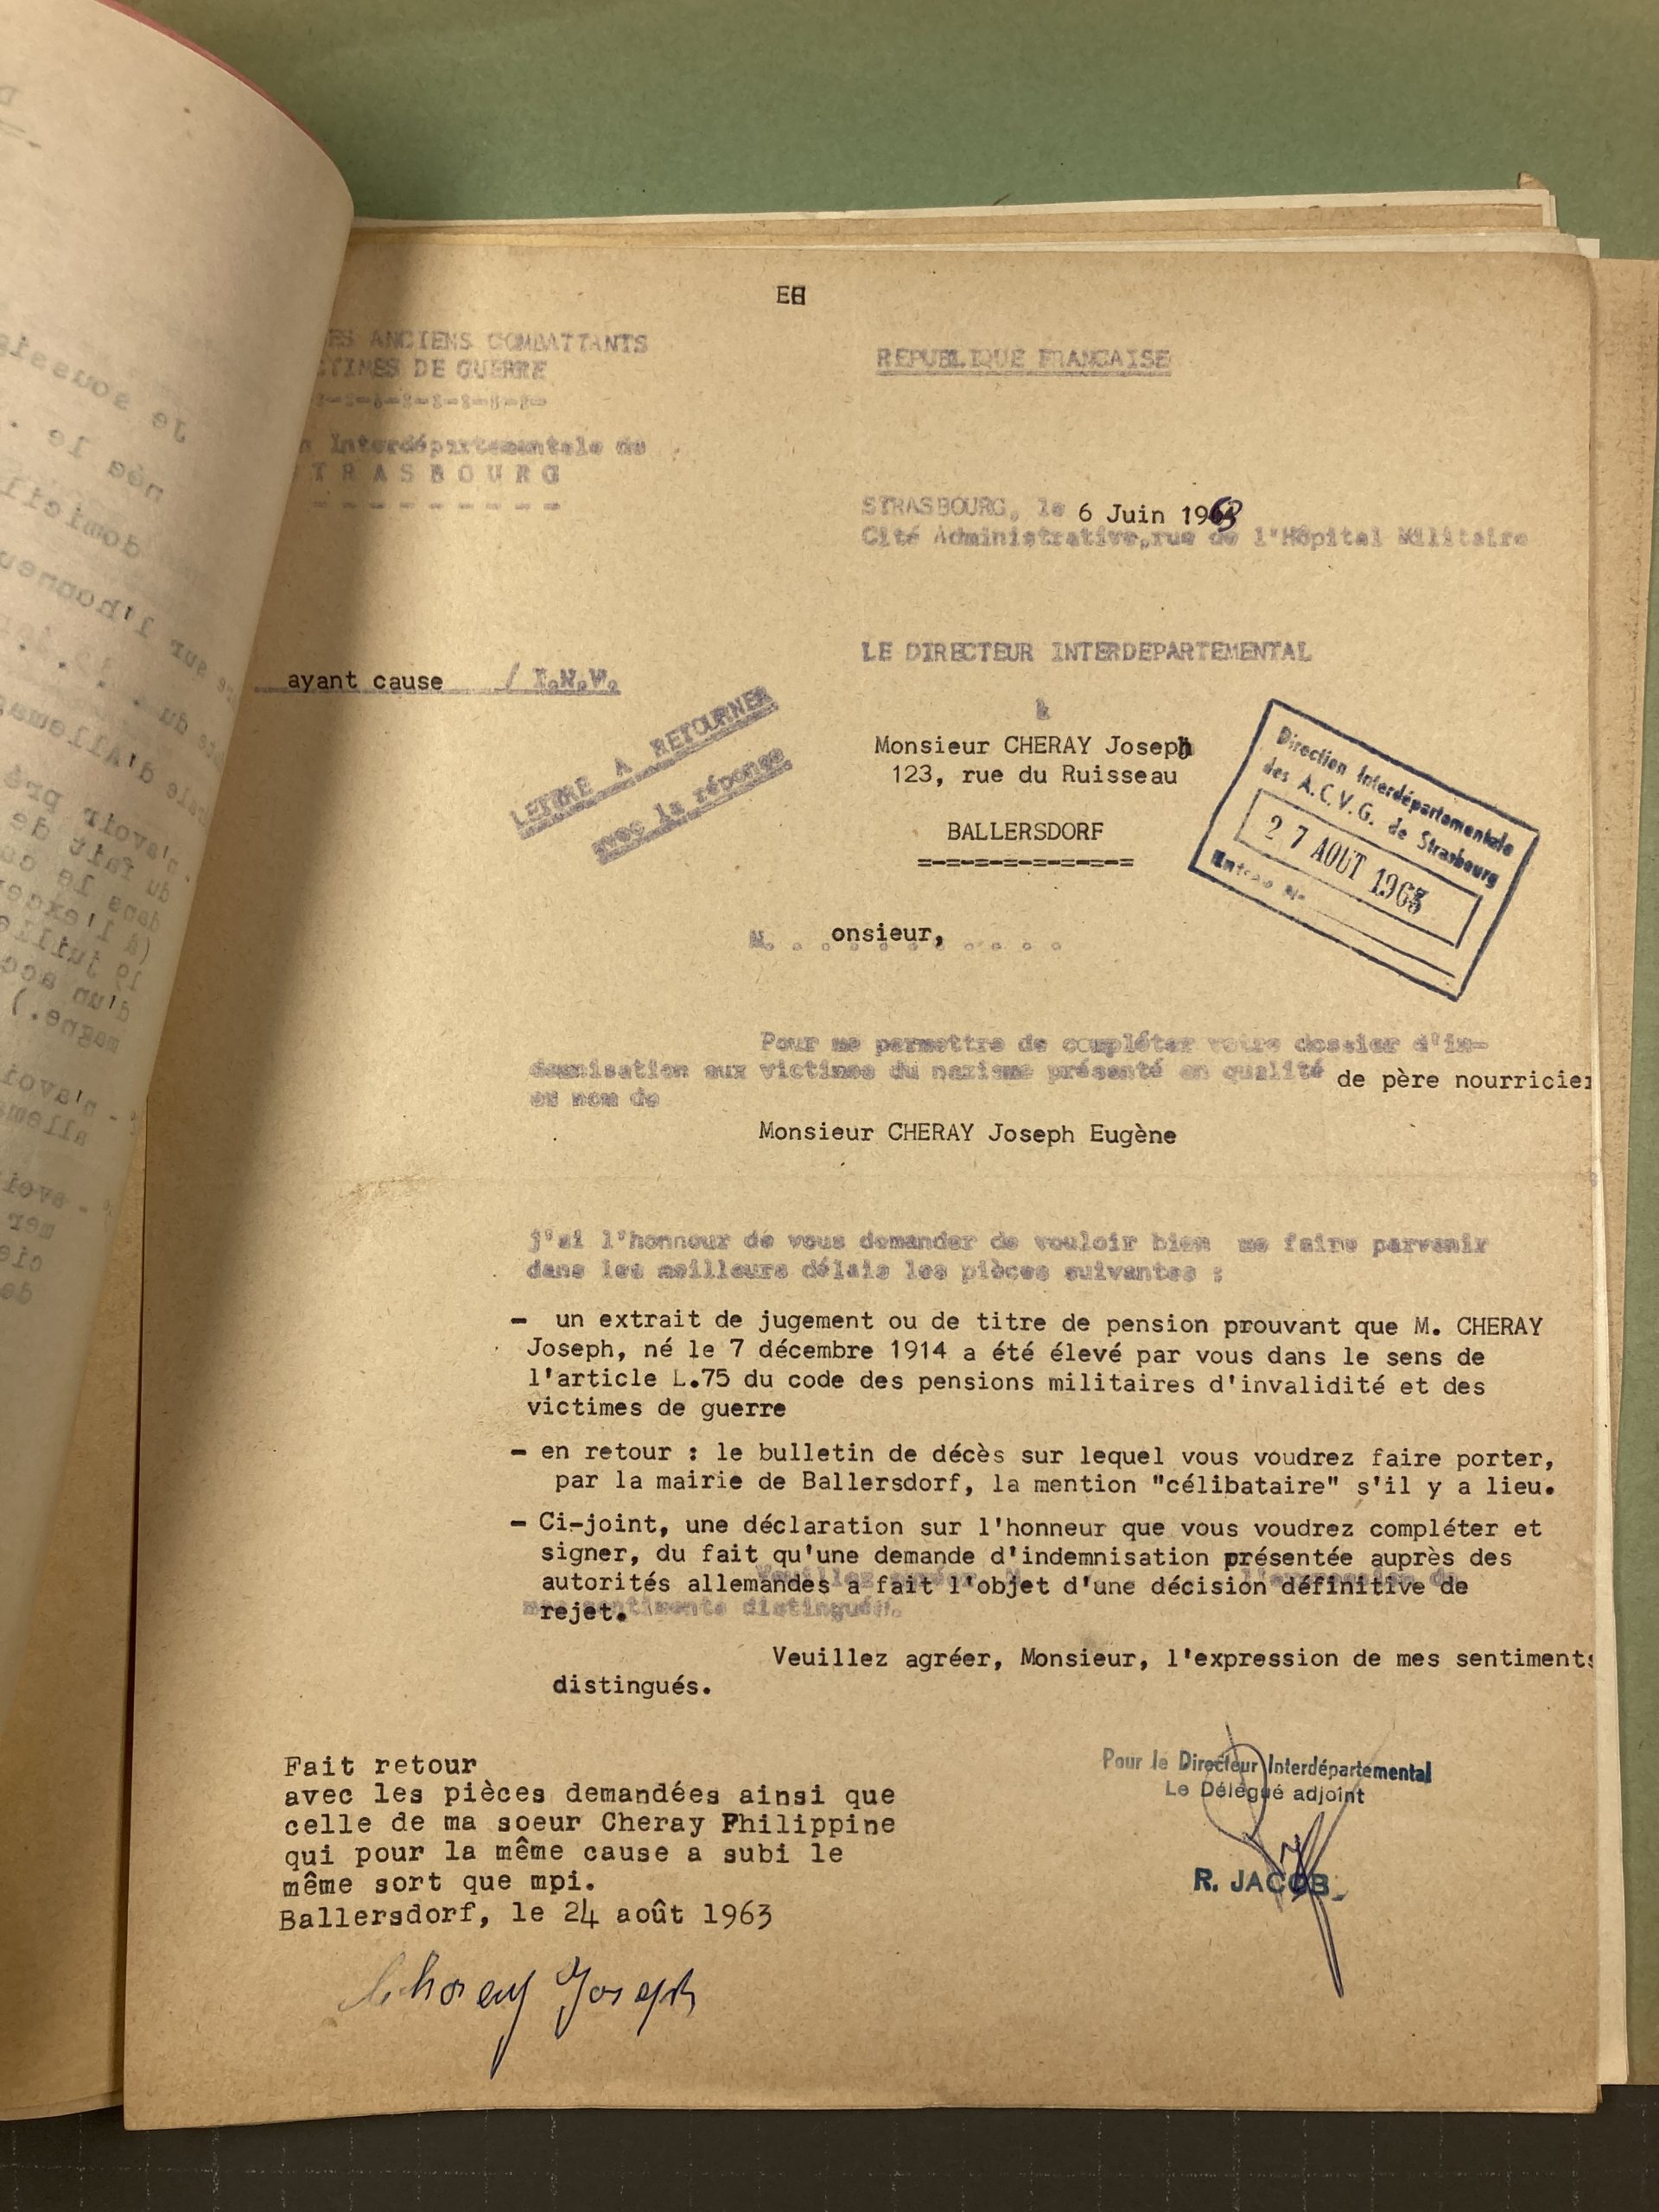 EH
ES ANCIENS COMBATTANTS
CTIMES DE GUERRE
REPUBLIQUE FRANCAISE
n Interdépartementale de
TRASBOURG
STRASBOURG, le 6 Juin 1963
Cité Administrative, rue de l'Hôpital Militaire
LE DIRECTEUR INTERDEPARTEMENTAL
ayant cause / I.N.V.
à
LETTRE A RETOURNER
avec la réponse
Monsieur CHERAY Joseph
123, rue du Ruisseau
BALLERSDORF
Direction Interdépartementale
des A.C.V.G. de Strasbourg
27 AOUT 1963
Entrée N°
M. onsieur,
Pour me permettre de compléter votre dossier d'in-
demnisation aux victimes du nazisme présenté en qualité de père nourricier
au nom de
Monsieur CHERAY Joseph Eugène
j'ai l'honneur de vous demander de vouloir bien me faire parvenir
dans les meilleurs délais les pièces suivantes :
- un extrait de jugement ou de titre de pension prouvant que M. CHERAY
Joseph, né le 7 décembre 1914 a été élevé par vous dans le sens de
l'article L.75 du code des pensions militaires d'invalidité et des
victimes de guerre
- en retour : le bulletin de décès sur lequel vous voudrez faire porter,
par la mairie de Ballersdorf, la mention "célibataire" s'il y a lieu.
- Ci-joint, une déclaration sur l'honneur que vous voudrez compléter et
signer, du fait qu'une demande d'indemnisation présentée auprès des
autorités allemandes a fait l'objet d'une décision définitive de
rejet.
mes sentiments distingués.
Veuillez agréer, Monsieur, l'expression de mes sentiments
distingués.
Fait retour
avec les pièces demandées ainsi que
celle de ma soeur Cheray Philippine
qui pour la même cause a subi le
même sort que mpi.
Ballersdorf, le 24 août 1963
Cheray Joseph
Pour le Directeur Interdépartemental
Le Délégué adjoint
R. JACOB